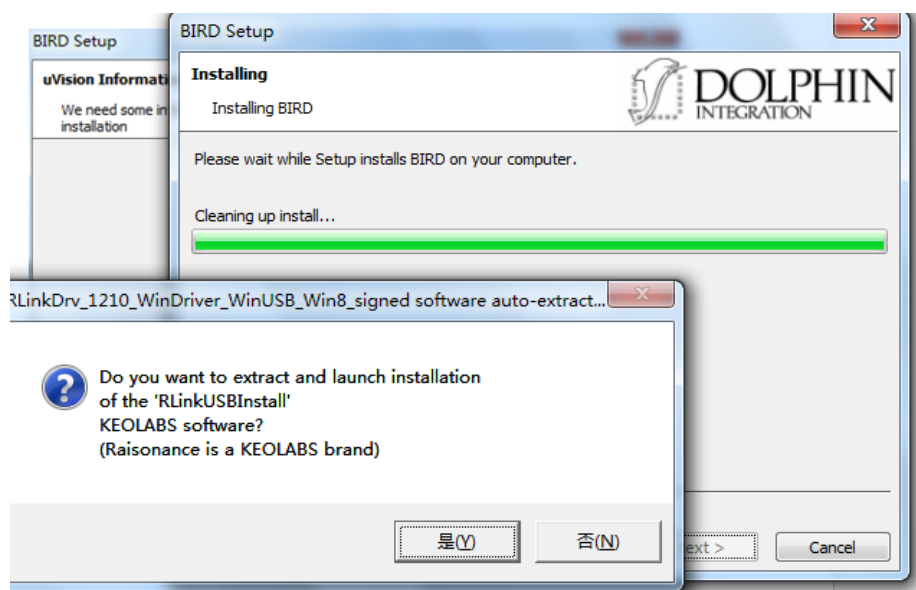 BIRD Setup
uVision Informati
We need some in
installation
BIRD Setup
Installing
Installing BIRD
DOLPHIN
INTEGRATION
Please wait while Setup installs BIRD on your computer.
Cleaning up install...
RLinkDrv_1210_WinDriver_WinUSB_Win8_signed software auto-extract...
Do you want to extract and launch installation
of the 'RLinkUSBInstall'
KEOLABS software?
(Raisonance is a KEOLABS brand)
是(Y)
否(N)
ext >
Cancel